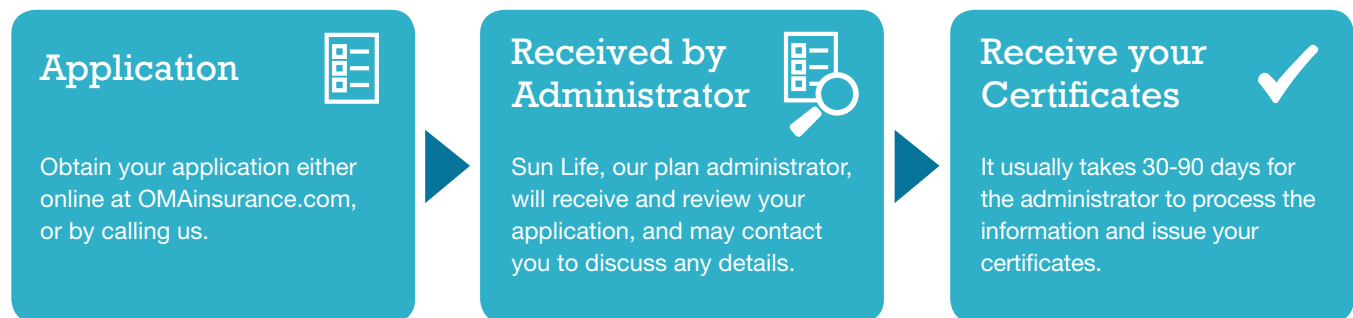 Application
Obtain your application either
online at OMAinsurance.com,
or by calling us.
Received by
Administrator
Sun Life, our plan administrator,
will receive and review your
application, and may contact
you to discuss any details.
Receive your
Certificates
It usually takes 30-90 days for
the administrator to process the
information and issue your
certificates.